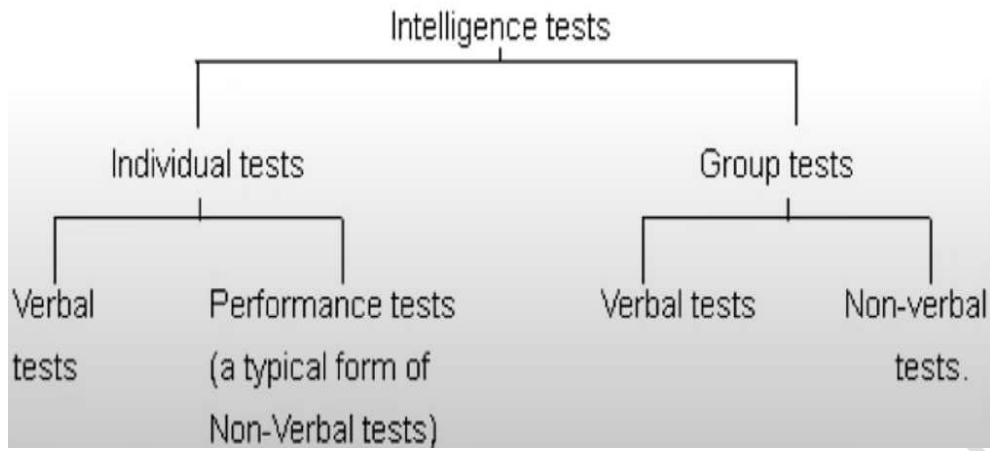 Intelligence tests
Individual tests
Group tests
Verbal
tests
Performance tests
(a typical form of
Non-Verbal tests)
Verbal tests
Non-verbal
tests.